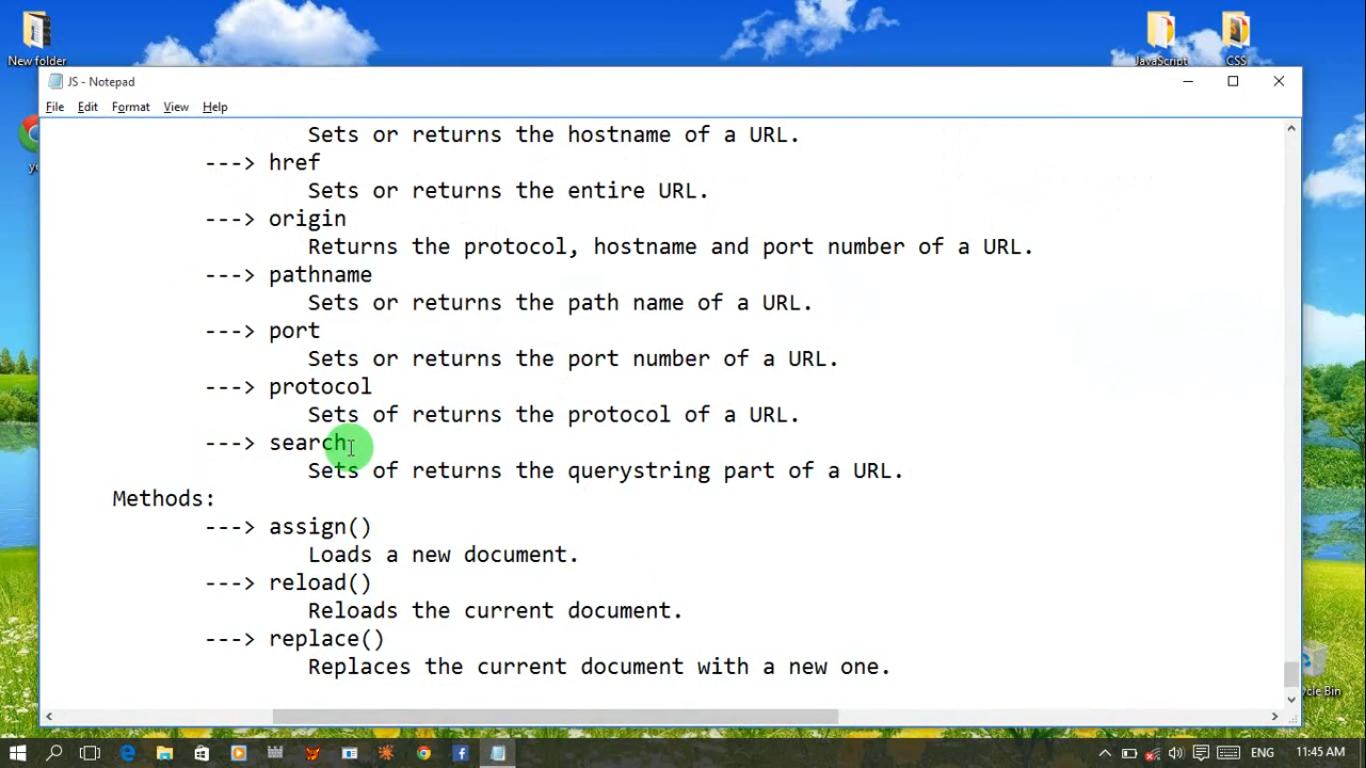 New folder
JavaScript
CSS
JS - Notepad
File Edit Format View Help
Sets or returns the hostname of a URL.
---> href
Sets or returns the entire URL.
---> origin
Returns the protocol, hostname and port number of a URL.
---> pathname
Sets or returns the path name of a URL.
---> port
Sets or returns the port number of a URL.
---> protocol
Sets of returns the protocol of a URL.
---> search
Sets of returns the querystring part of a URL.
Methods:
---> assign()
Loads a new document.
---> reload()
Reloads the current document.
---> replace()
Replaces the current document with a new one.
ycle Bin
ENG 11:45 AM